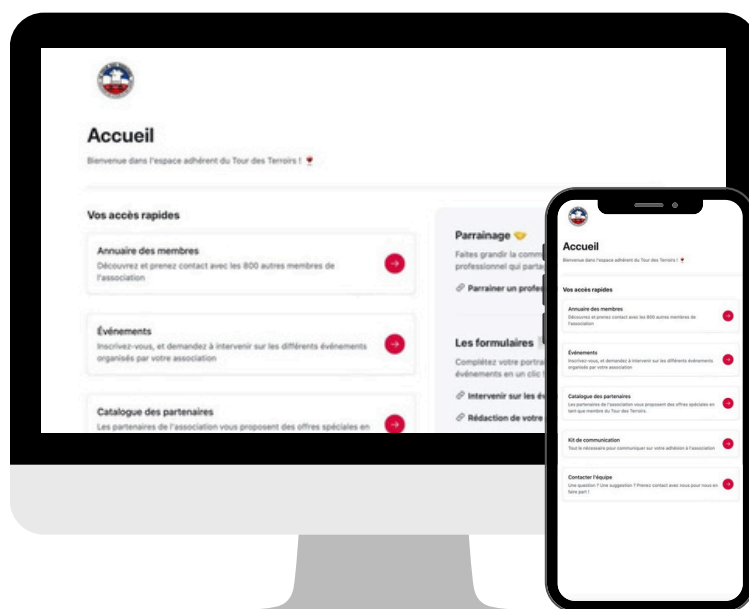 Accueil
Bienvenue dans l'espace adhérent du Tour des Terroirs ! 🍷
Vos accès rapides
Annuaire des membres
Découvrez et prenez contact avec les 800 autres membres de
l'association
Événements
Inscrivez-vous, et demandez à intervenir sur les différents événements
organisés par votre association
Catalogue des partenaires
Les partenaires de l'association vous proposent des offres spéciales en
Parrainage 🤝
Faites grandir la comm
professionnel qui partag
Parrainer un profes
Les formulaires
Complétez votre portra
événements en un clic !
Intervenir sur les év
Rédaction de votre
Accueil
Bienvenue dans l'espace adhérent du Tour des Terroirs ! 🍷
Vos accès rapides
Annuaire des membres
Découvrez et prenez contact avec les 800 autres membres de
l'association
Événements
Inscrivez-vous, et demandez à intervenir sur les différents événements
organisés par votre association
Catalogue des partenaires
Les partenaires de l'association vous proposent des offres spéciales en
tant que membre du Tour des Terroirs.
Kit de communication
Tout le nécessaire pour communiquer sur votre adhésion à l'association
Contacter l'équipe
Une question ? Une suggestion ? Prenez contact avec nous pour nous en
faire part !